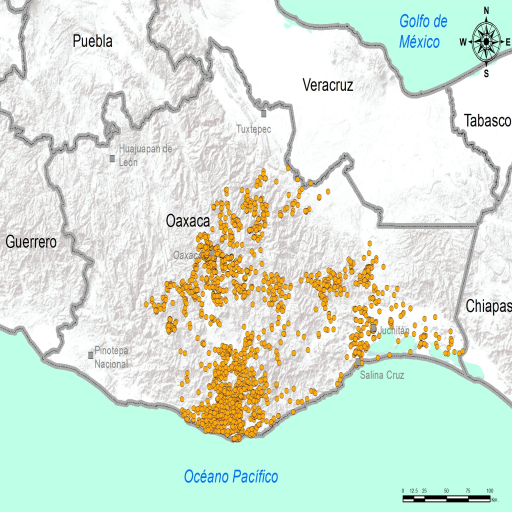 Golfo de
México
N
W
E
S
Puebla
Veracruz
Tabasco
Tuxtepec
Huajuapan de
León
Oaxaca
Oaxaca
Guerrero
Chiapas
Juchitán
Pinotepa
Nacional
Salina Cruz
Océano Pacífico
0 12.5 25 50 75 100
Km